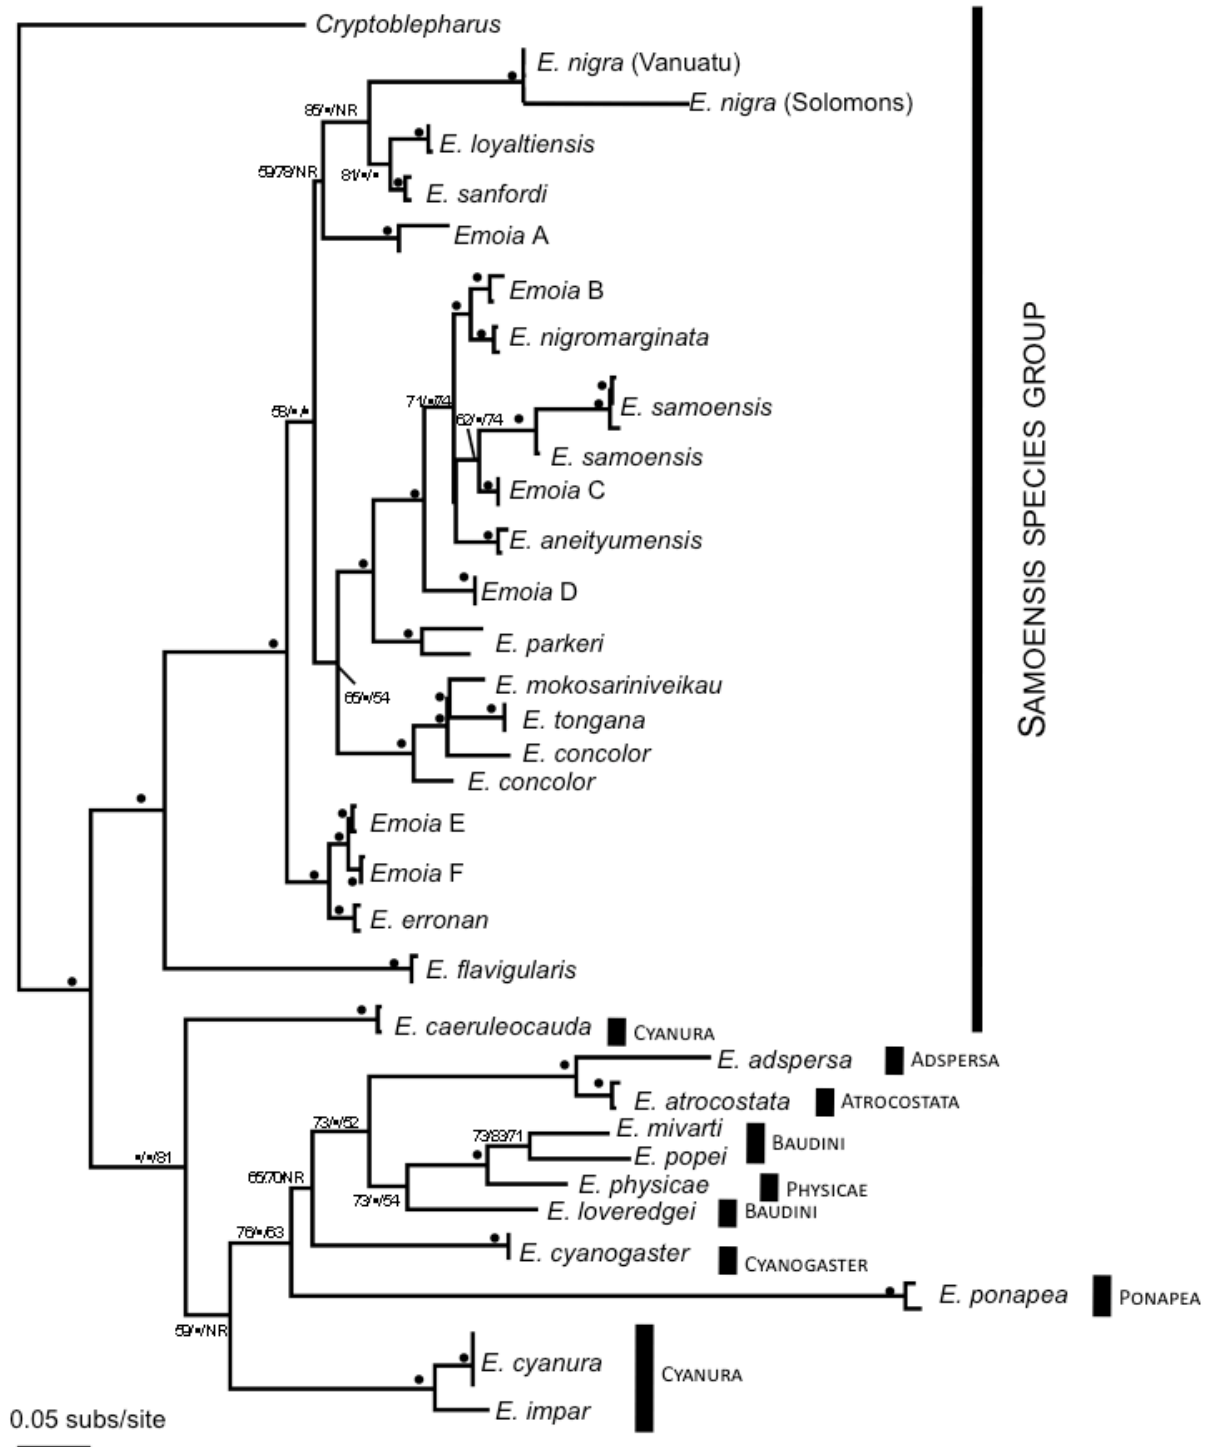 Cryptoblepharus
E. nigra (Vanuatu)
E. nigra (Solomons)
85/*/NR
E. loyaltiensis
59/78/NR
81/*/*
E. sanfordi
Emoia A
Emoia B
E. nigromarginata
71/*/74
E. samoensis
58/*/*
62/*/74
E. samoensis
Emoia C
E. aneityumensis
Emoia D
E. parkeri
65/*/54
E. mokosariniveikau
E. tongana
E. concolor
E. concolor
Emoia E
Emoia F
E. erronan
E. flavigularis
SAMOENSIS SPECIES GROUP
E. caeruleocauda CYANURA
E. adspersa ADSPERSA
E. atrocostata ATROCOSTATA
73/*/52
E. mivarti
73/83/71
BAUDINI
E. popei
*/*/81
65/70/NR
E. physicae PHYSICAE
73/*/54
E. loveredgei BAUDINI
76/*/63
E. cyanogaster CYANOGASTER
E. ponapea PONAPEA
59/*/NR
E. cyanura
CYANURA
E. impar
0.05 subs/site